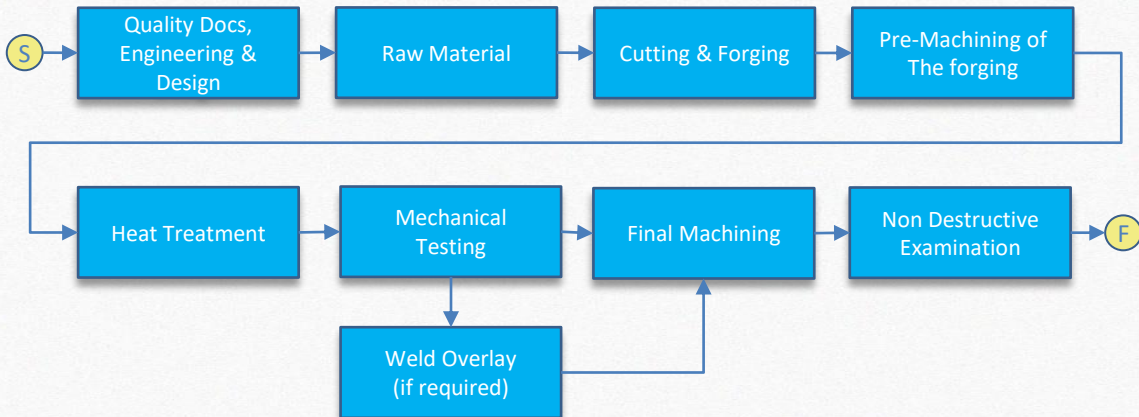 S
Quality Docs,
Engineering &
Design
Raw Material
Cutting & Forging
Pre-Machining of
The forging
Heat Treatment
Mechanical
Testing
Final Machining
Non Destructive
Examination
F
Weld Overlay
(if required)